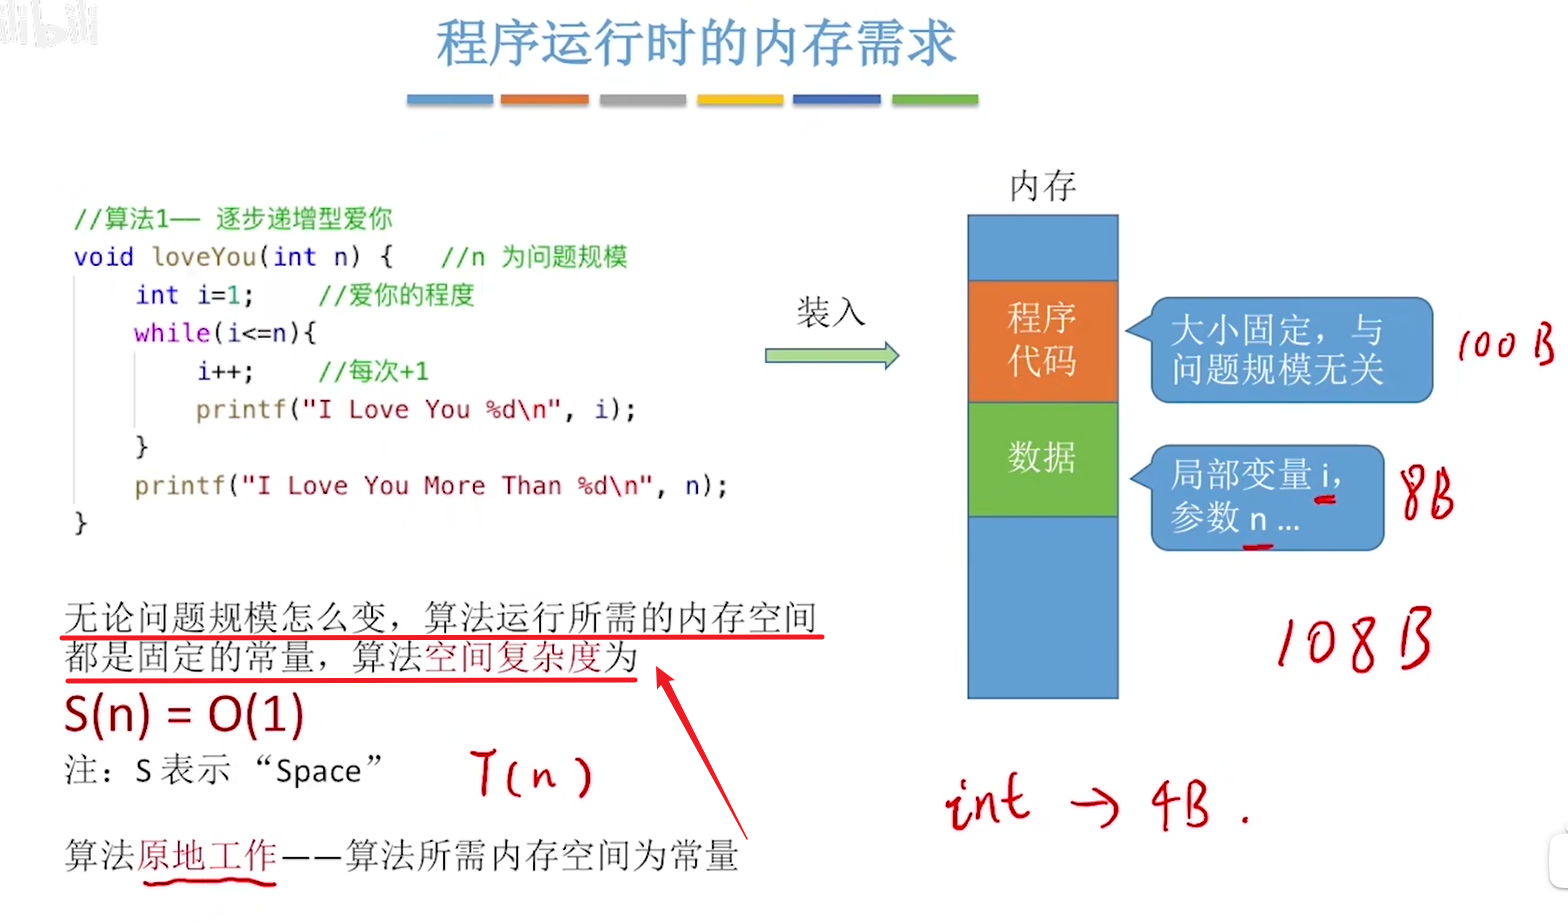 bilibili
程序运行时的内存需求
//算法1—— 逐步递增型爱你
void loveYou(int n) {   //n 为问题规模
int i=1;    //爱你的程度
while(i<=n){
i++;    //每次+1
printf("I Love You %d\n", i);
}
printf("I Love You More Than %d\n", n);
}
装入
内存
程序
代码
数据
大小固定，与
问题规模无关
100 B
局部变量 i，
参数 n ...
8B
108 B
int → 4B .
无论问题规模怎么变，算法运行所需的内存空间
都是固定的常量，算法空间复杂度为
S(n) = O(1)
注：S 表示 “Space”
T(n)
算法原地工作——算法所需内存空间为常量